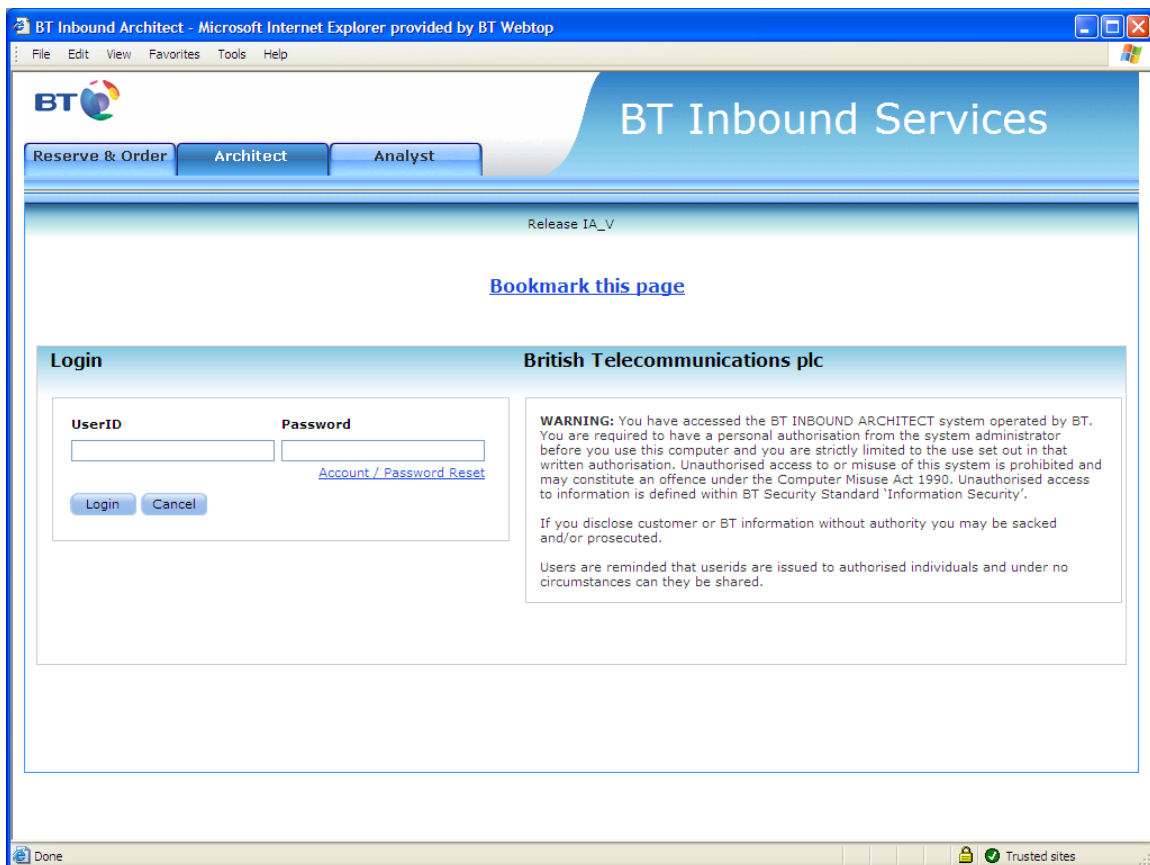 BT Inbound Architect - Microsoft Internet Explorer provided by BT Webtop
File Edit View Favorites Tools Help
BT
BT Inbound Services
Reserve & Order Architect Analyst
Release IA_V
Bookmark this page
Login
British Telecommunications plc
UserID Password
Account / Password Reset
Login Cancel
WARNING: You have accessed the BT INBOUND ARCHITECT system operated by BT.
You are required to have a personal authorisation from the system administrator
before you use this computer and you are strictly limited to the use set out in that
written authorisation. Unauthorised access to or misuse of this system is prohibited and
may constitute an offence under the Computer Misuse Act 1990. Unauthorised access
to information is defined within BT Security Standard ‘Information Security’.
If you disclose customer or BT information without authority you may be sacked
and/or prosecuted.
Users are reminded that userids are issued to authorised individuals and under no
circumstances can they be shared.
Done
Trusted sites